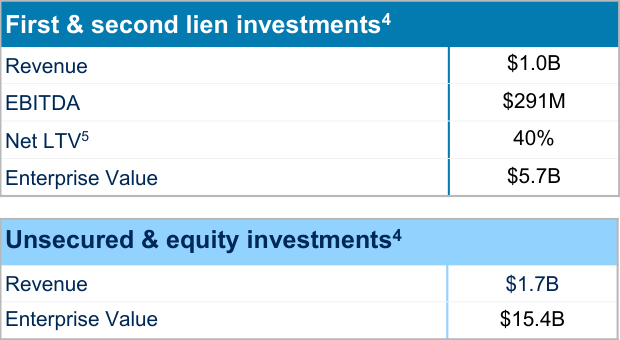 First & second lien investments4
Revenue $1.0B
EBITDA $291M
Net LTV5 40%
Enterprise Value $5.7B
Unsecured & equity investments4
Revenue $1.7B
Enterprise Value $15.4B